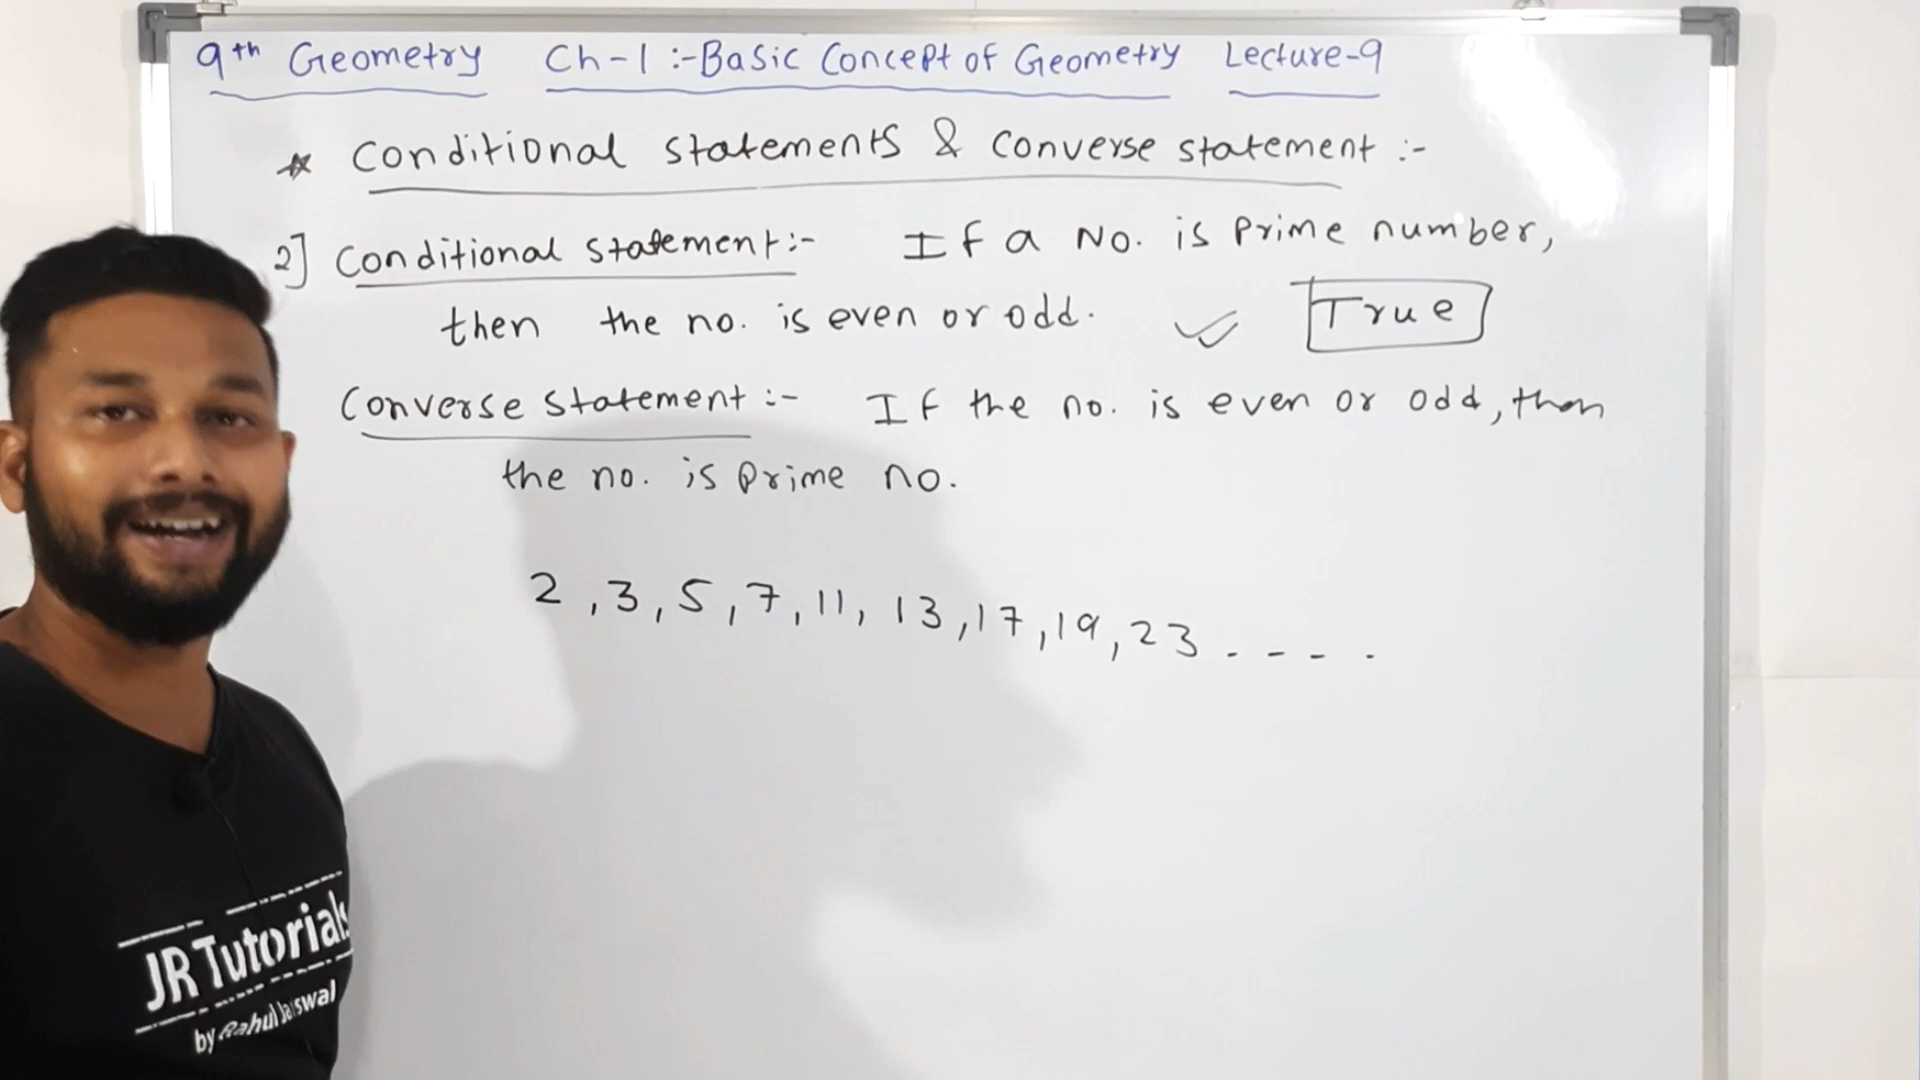 9th Geometry Ch-1 :- Basic Concept of Geometry Lecture-9
* Conditional statements & Converse statement :-
2] Conditional statement:- If a No. is Prime number,
then the no. is even or odd. ✓ True
Converse statement :- If the no. is even or odd, then
the no. is Prime no.
2, 3, 5, 7, 11, 13, 17, 19, 23 - - - -
JR Tutorials
by Rahul Jaiswal